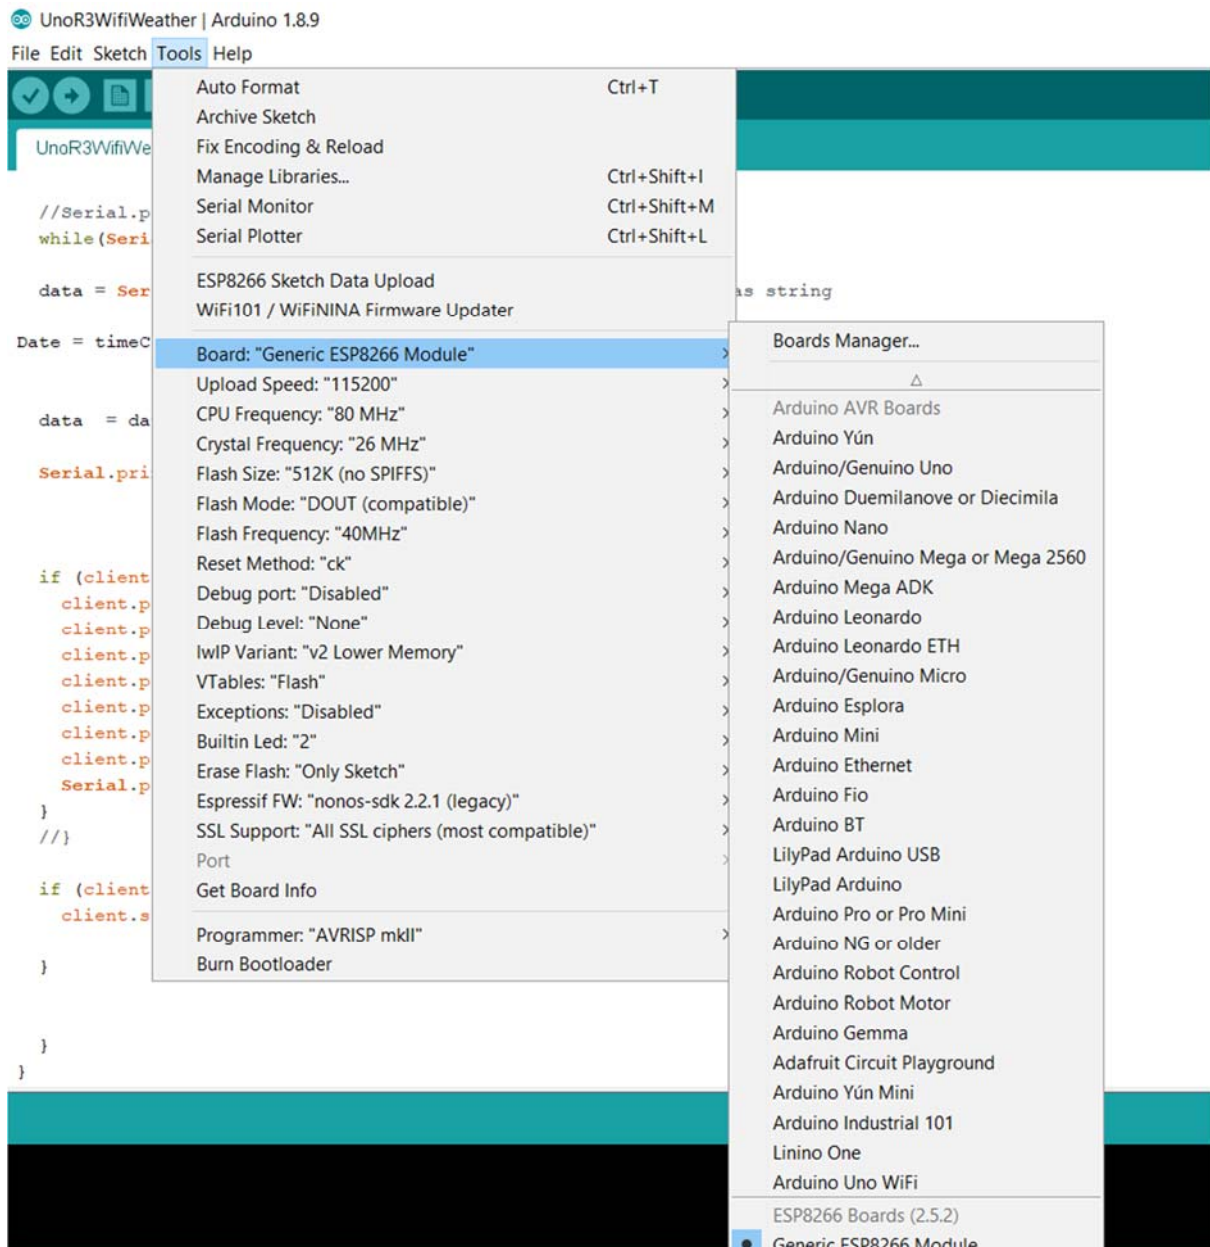 UnoR3WifiWeather | Arduino 1.8.9
File Edit Sketch Tools Help
UnoR3WifiWe
//Serial.p
while(Seri
data = Ser
as string
Date = timeC
data = da
Serial.pri
if (client
client.p
client.p
client.p
client.p
client.p
client.p
client.p
Serial.p
}
//}
if (client
client.s
}
}
}
Auto Format Ctrl+T
Archive Sketch
Fix Encoding & Reload
Manage Libraries... Ctrl+Shift+I
Serial Monitor Ctrl+Shift+M
Serial Plotter Ctrl+Shift+L
ESP8266 Sketch Data Upload
WiFi101 / WiFiNINA Firmware Updater
Board: "Generic ESP8266 Module"
Upload Speed: "115200"
CPU Frequency: "80 MHz"
Crystal Frequency: "26 MHz"
Flash Size: "512K (no SPIFFS)"
Flash Mode: "DOUT (compatible)"
Flash Frequency: "40MHz"
Reset Method: "ck"
Debug port: "Disabled"
Debug Level: "None"
lwIP Variant: "v2 Lower Memory"
VTables: "Flash"
Exceptions: "Disabled"
Builtin Led: "2"
Erase Flash: "Only Sketch"
Espressif FW: "nonos-sdk 2.2.1 (legacy)"
SSL Support: "All SSL ciphers (most compatible)"
Port
Get Board Info
Programmer: "AVRISP mkII"
Burn Bootloader
Boards Manager...
Arduino AVR Boards
Arduino Yún
Arduino/Genuino Uno
Arduino Duemilanove or Diecimila
Arduino Nano
Arduino/Genuino Mega or Mega 2560
Arduino Mega ADK
Arduino Leonardo
Arduino Leonardo ETH
Arduino/Genuino Micro
Arduino Esplora
Arduino Mini
Arduino Ethernet
Arduino Fio
Arduino BT
LilyPad Arduino USB
LilyPad Arduino
Arduino Pro or Pro Mini
Arduino NG or older
Arduino Robot Control
Arduino Robot Motor
Arduino Gemma
Adafruit Circuit Playground
Arduino Yún Mini
Arduino Industrial 101
Linino One
Arduino Uno WiFi
ESP8266 Boards (2.5.2)
Generic ESP8266 Module